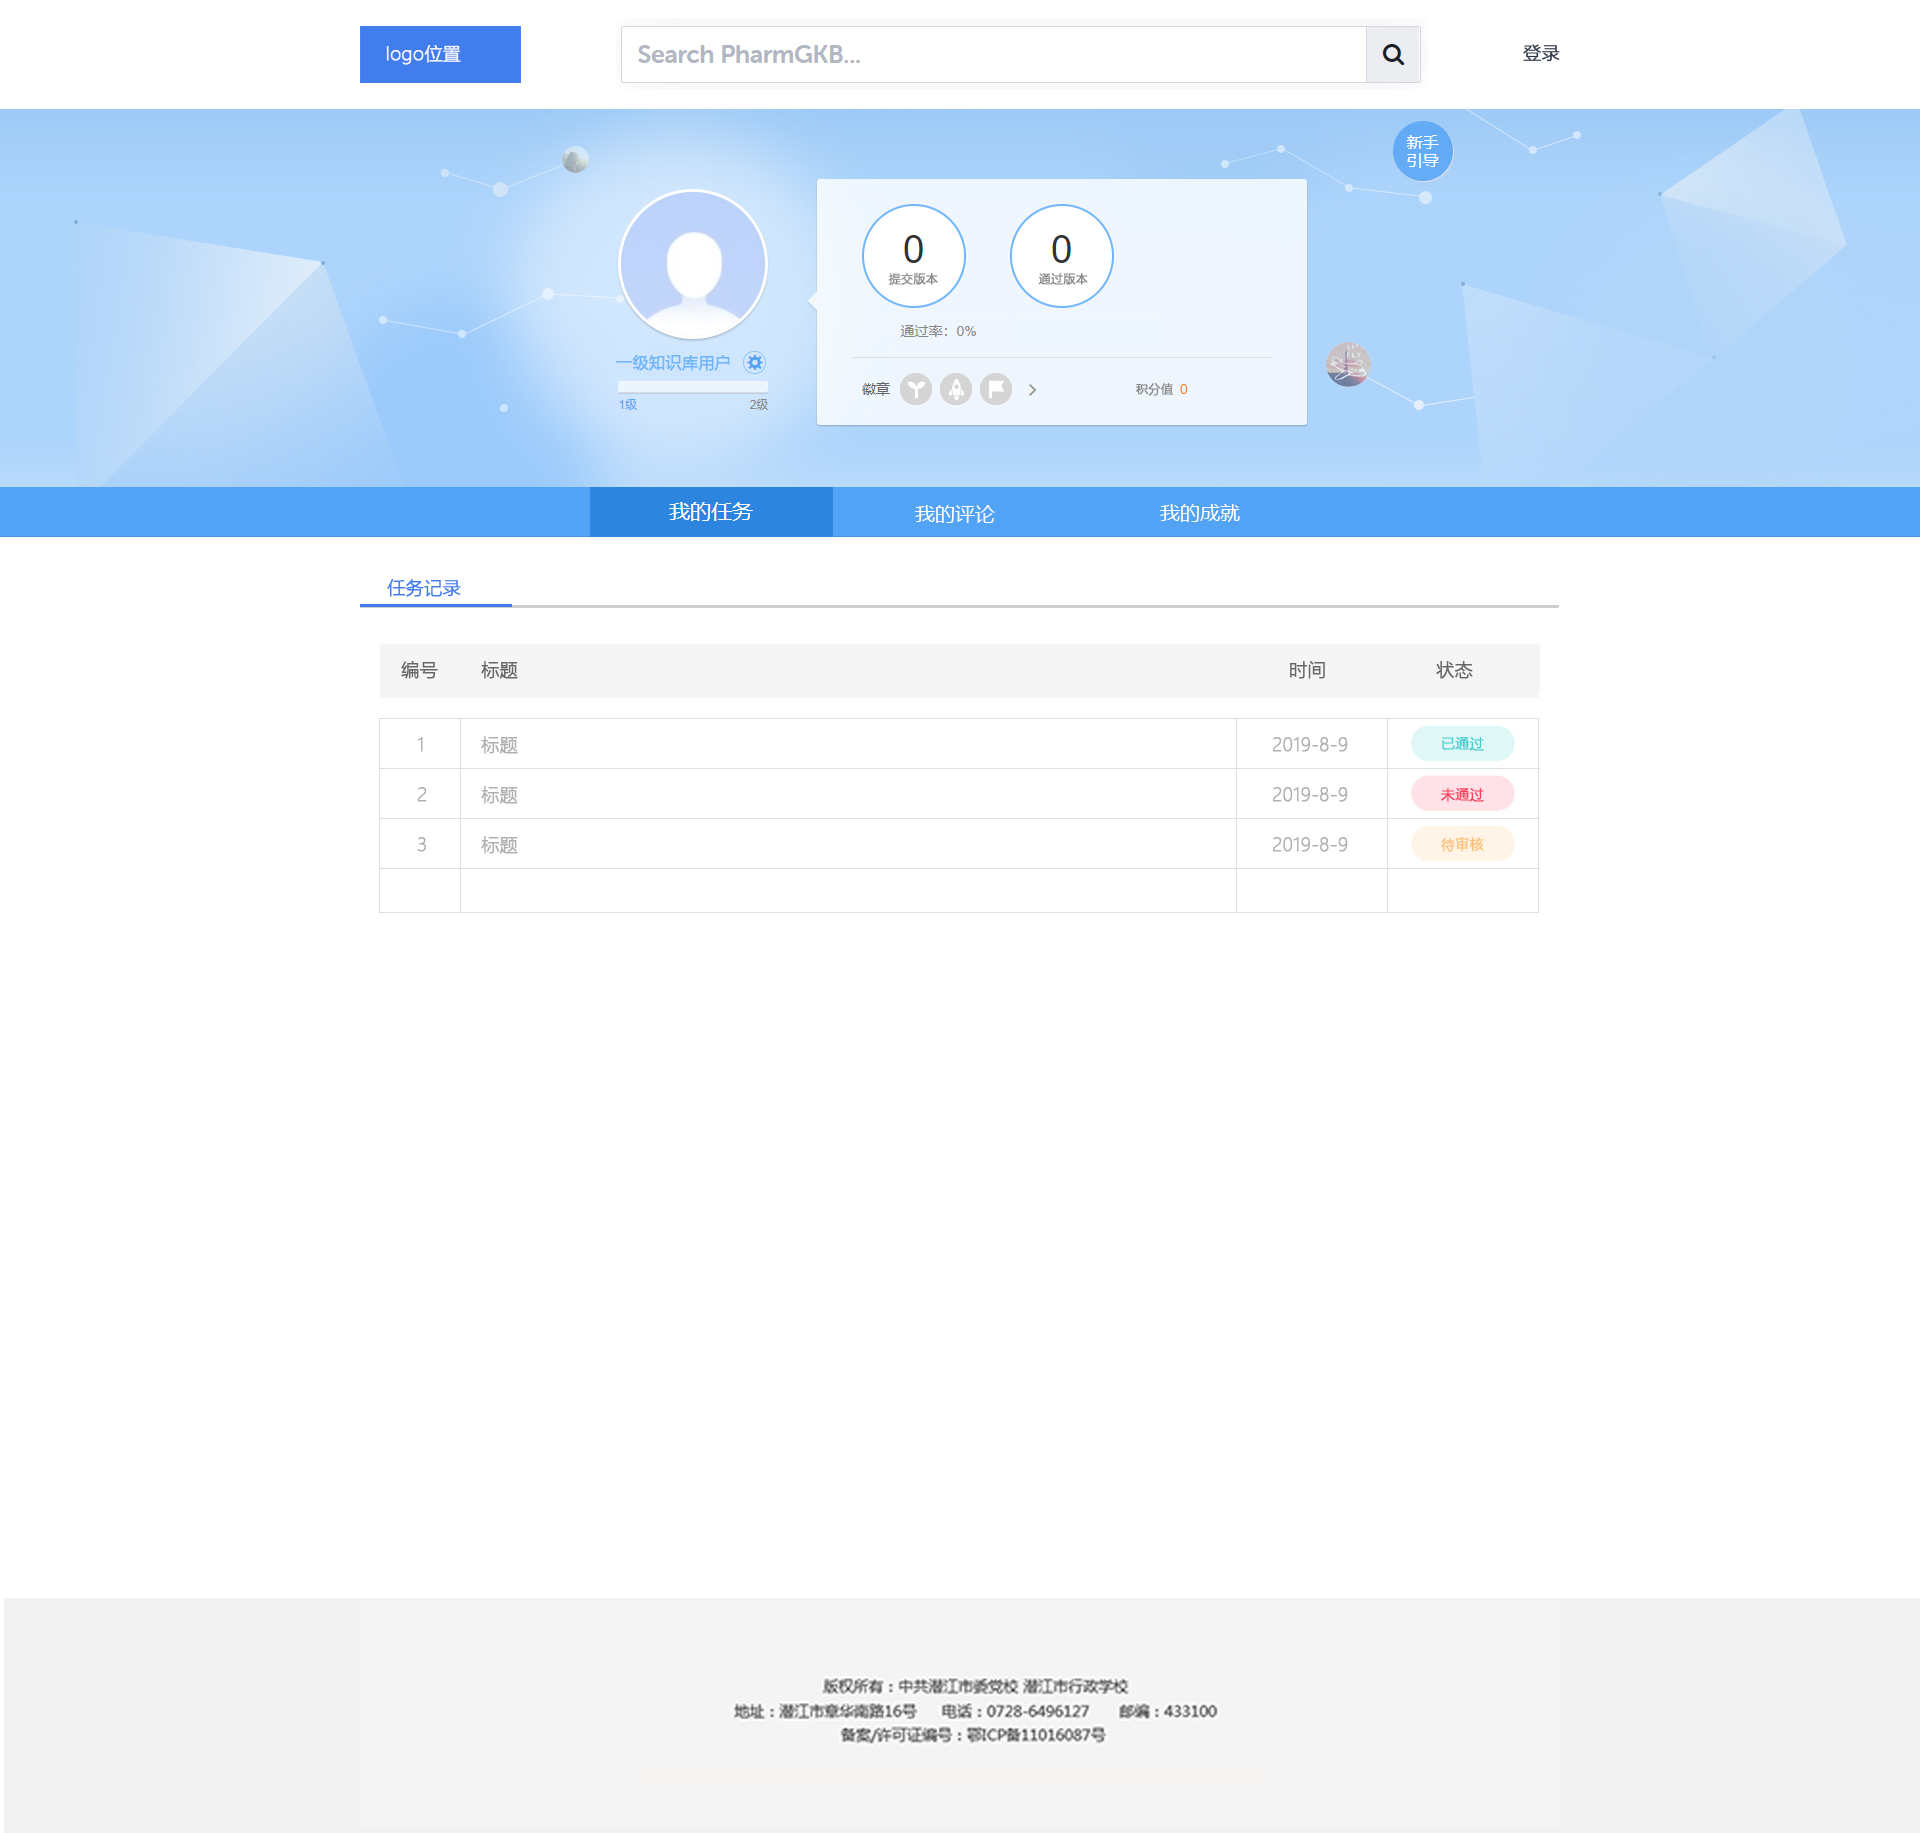 logo位置
Search PharmGKB...
登录
新手
引导
0
提交版本
0
通过版本
通过率：0%
一级知识库用户
1级 2级
徽章
积分值 0
我的任务 我的评论 我的成就
任务记录
编号 标题 时间 状态
1 标题 2019-8-9 已通过
2 标题 2019-8-9 未通过
3 标题 2019-8-9 待审核
版权所有：中共潜江市委党校 潜江市行政学校
地址：潜江市章华南路16号 电话：0728-6496127 邮编：433100
备案/许可证编号：鄂ICP备11016087号